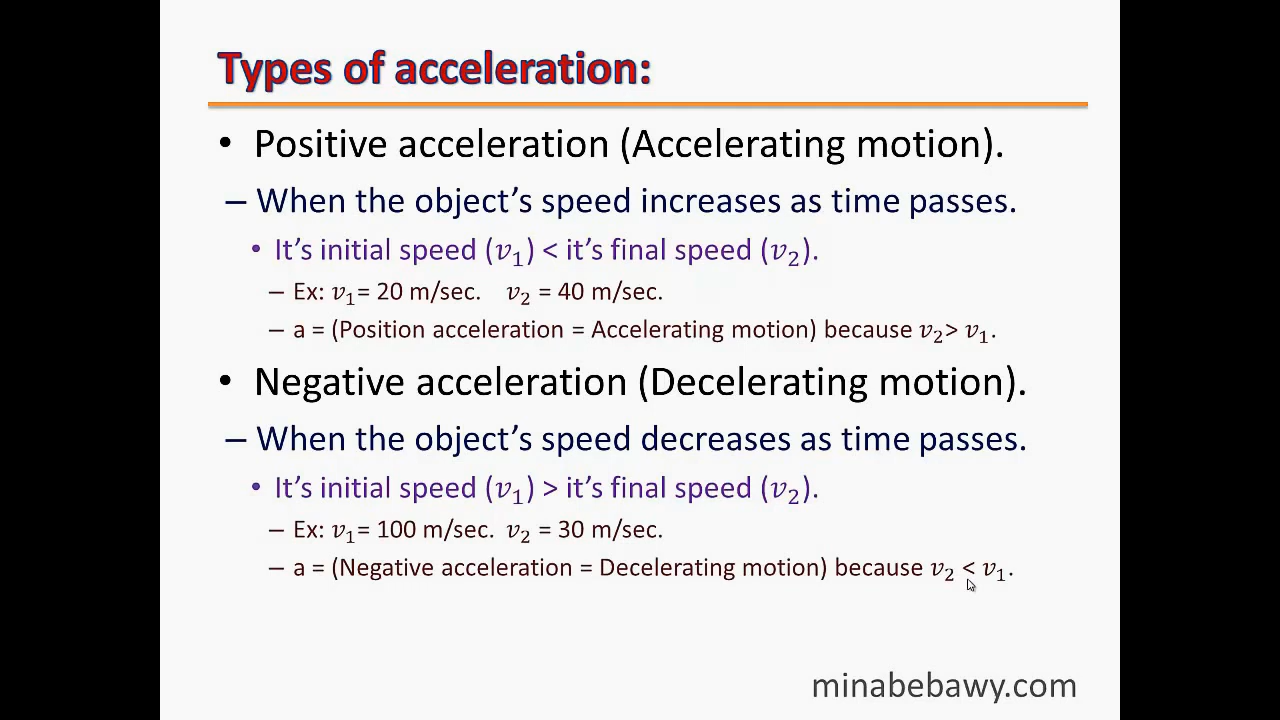 Types of acceleration:
• Positive acceleration (Accelerating motion).
– When the object’s speed increases as time passes.
• It’s initial speed (𝑣₁) < it’s final speed (𝑣₂).
– Ex: 𝑣₁= 20 m/sec. 𝑣₂ = 40 m/sec.
– a = (Position acceleration = Accelerating motion) because 𝑣₂> 𝑣₁.
• Negative acceleration (Decelerating motion).
– When the object’s speed decreases as time passes.
• It’s initial speed (𝑣₁) > it’s final speed (𝑣₂).
– Ex: 𝑣₁= 100 m/sec. 𝑣₂ = 30 m/sec.
– a = (Negative acceleration = Decelerating motion) because 𝑣₂ < 𝑣₁.
minabebawy.com